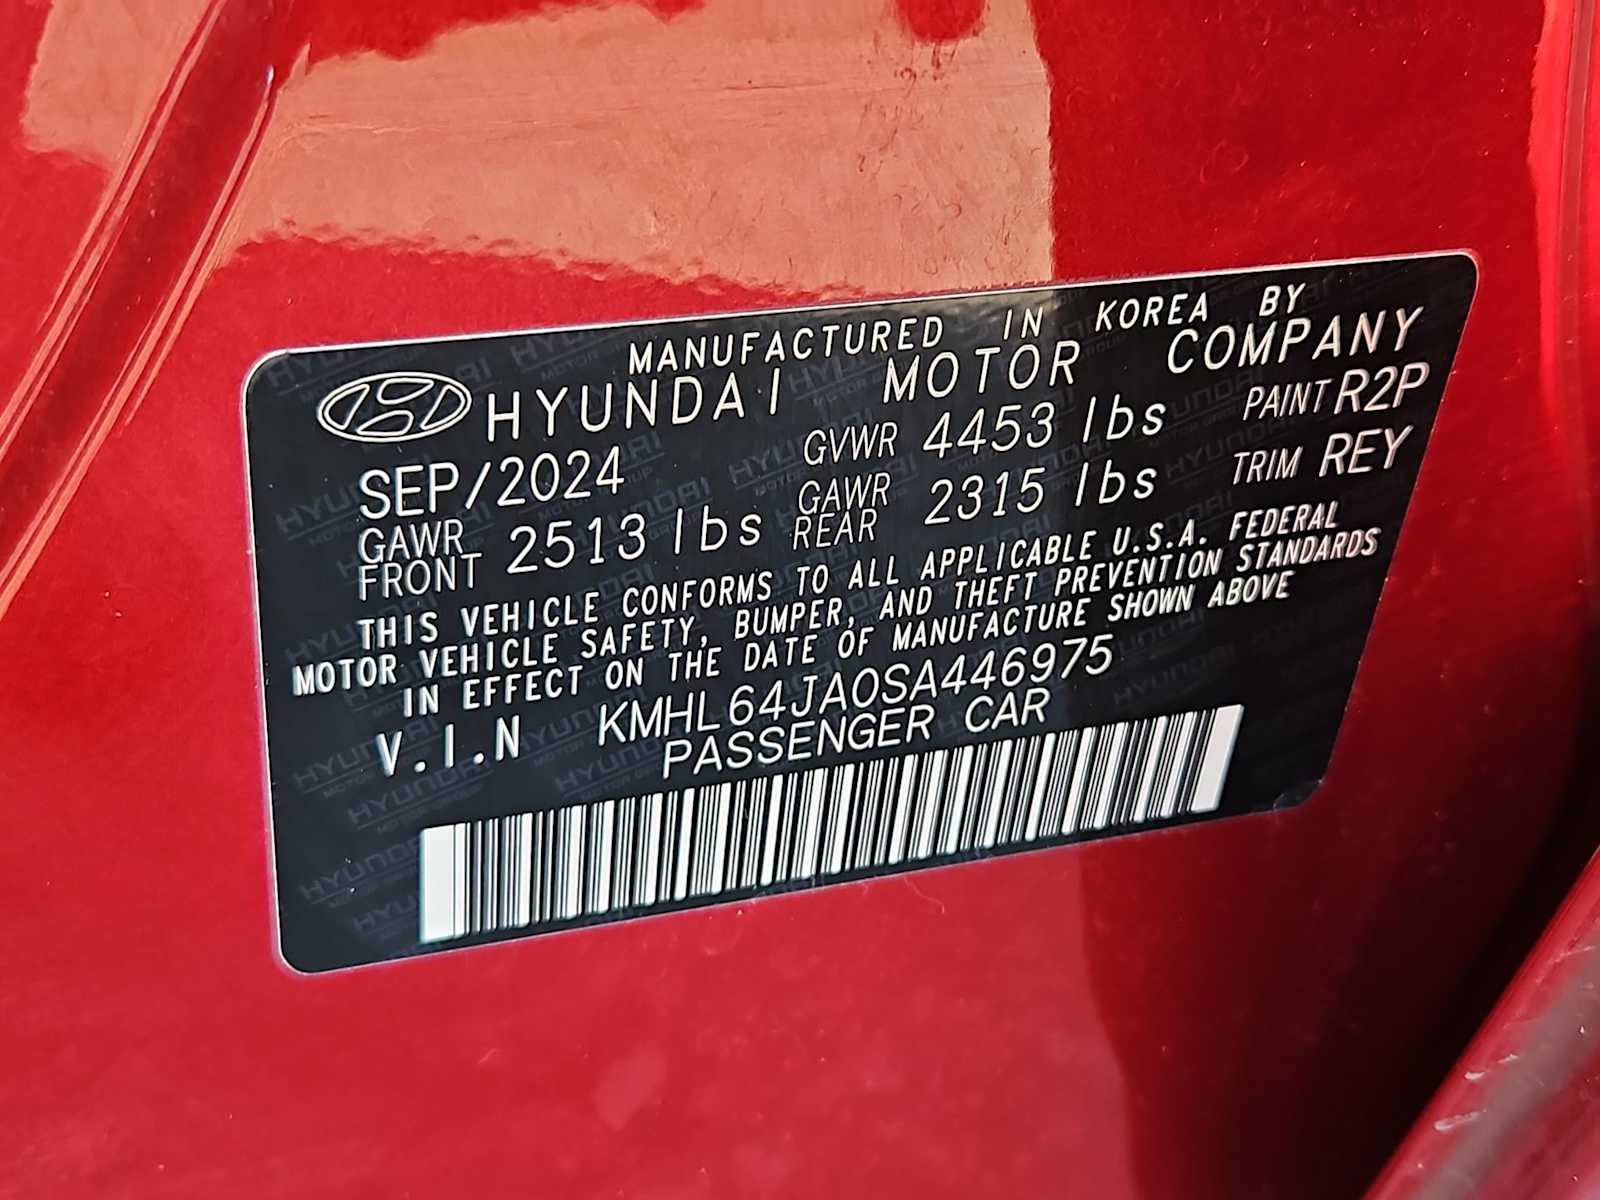 MANUFACTURED IN KOREA BY
HYUNDAI MOTOR COMPANY
SEP/2024 GVWR 4453 lbs PAINT R2P
GAWR FRONT 2513 lbs GAWR REAR 2315 lbs TRIM REY
THIS VEHICLE CONFORMS TO ALL APPLICABLE U.S.A. FEDERAL
MOTOR VEHICLE SAFETY, BUMPER, AND THEFT PREVENTION STANDARDS
IN EFFECT ON THE DATE OF MANUFACTURE SHOWN ABOVE
V.I.N KMHL64JA0SA446975
PASSENGER CAR